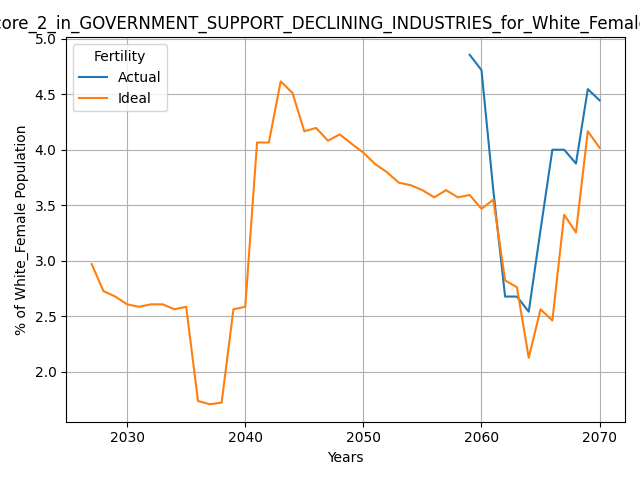 core_2_in_GOVERNMENT_SUPPORT_DECLINING_INDUSTRIES_for_White_Female
Fertility
Actual
Ideal
% of White_Female Population
5.0
4.5
4.0
3.5
3.0
2.5
2.0
2030 2040 2050 2060 2070
Years